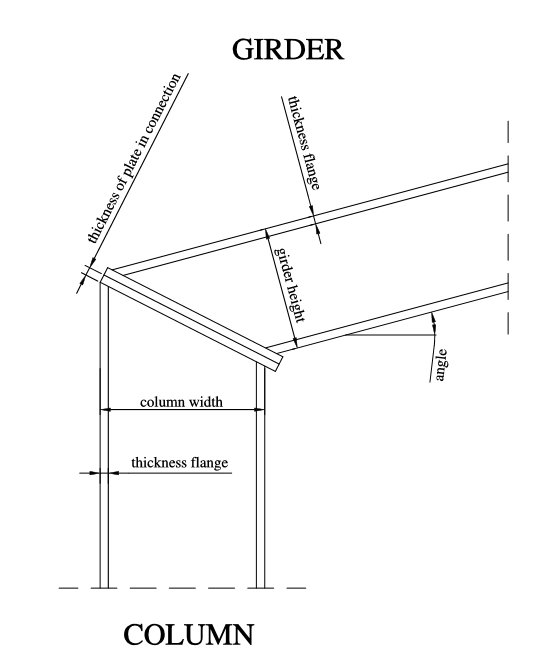 GIRDER
thickness of plate in connection
thickness flange
girder height
angle
column width
thickness flange
COLUMN